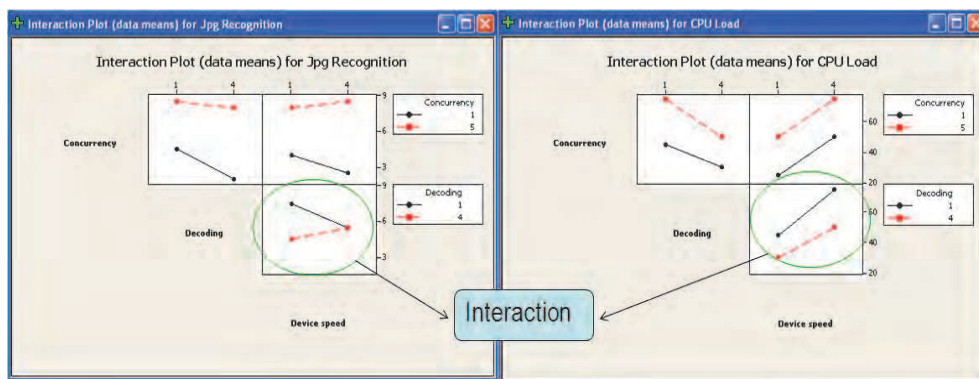 Interaction Plot (data means) for Jpg Recognition
Interaction Plot (data means) for Jpg Recognition
1 4 1 4
9
6
3
9
6
3
Concurrency
1
5
Concurrency
Decoding
1
4
Decoding
Device speed
Interaction Plot (data means) for CPU Load
Interaction Plot (data means) for CPU Load
1 4 1 4
60
40
20
60
40
20
Concurrency
1
5
Concurrency
Decoding
1
4
Decoding
Device speed
Interaction